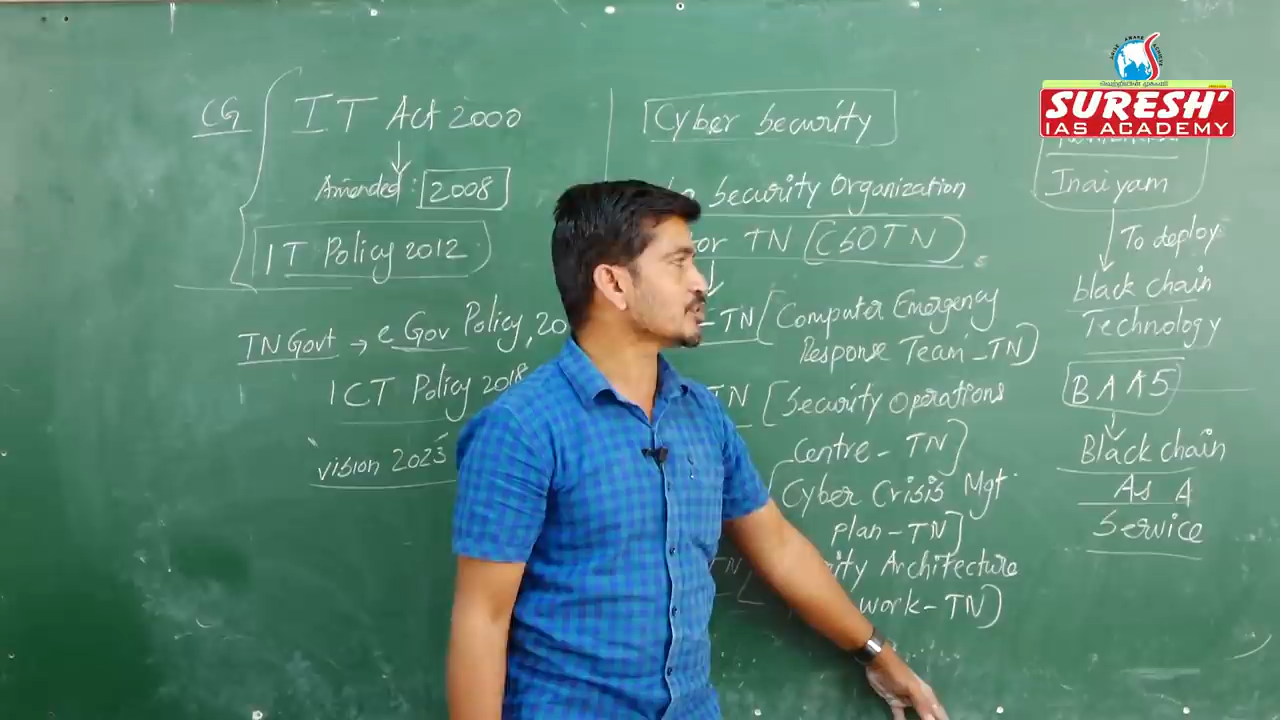 CG
IT Act 2000
Amended : 2008
IT Policy 2012
TN Govt → e Gov Policy, 20
ICT Policy 2018
Vision 2023
Cyber Security
Security Organization
or TN (CSOTN)
-TN [Computer Emergency
Response Team-TN)
TN [Security Operations
Centre - TN]
[Cyber Crisis Mgt
plan-TN]
TN
ity Architecture
work-TN)
SURESH'
IAS ACADEMY
Inaiyam
To deploy
black chain
Technology
BAAS
Black chain
As A
Service